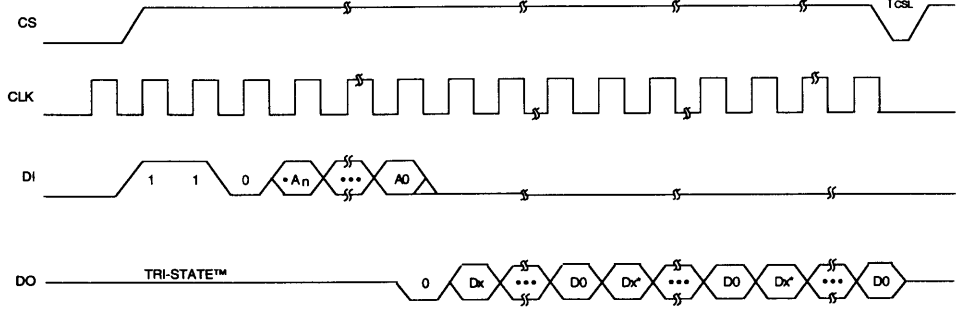 TCSL
CS
CLK
DI 1 1 0 •An ••• A0
DO TRI-STATE™ 0 Dx ••• D0 Dx* ••• D0 Dx* ••• D0